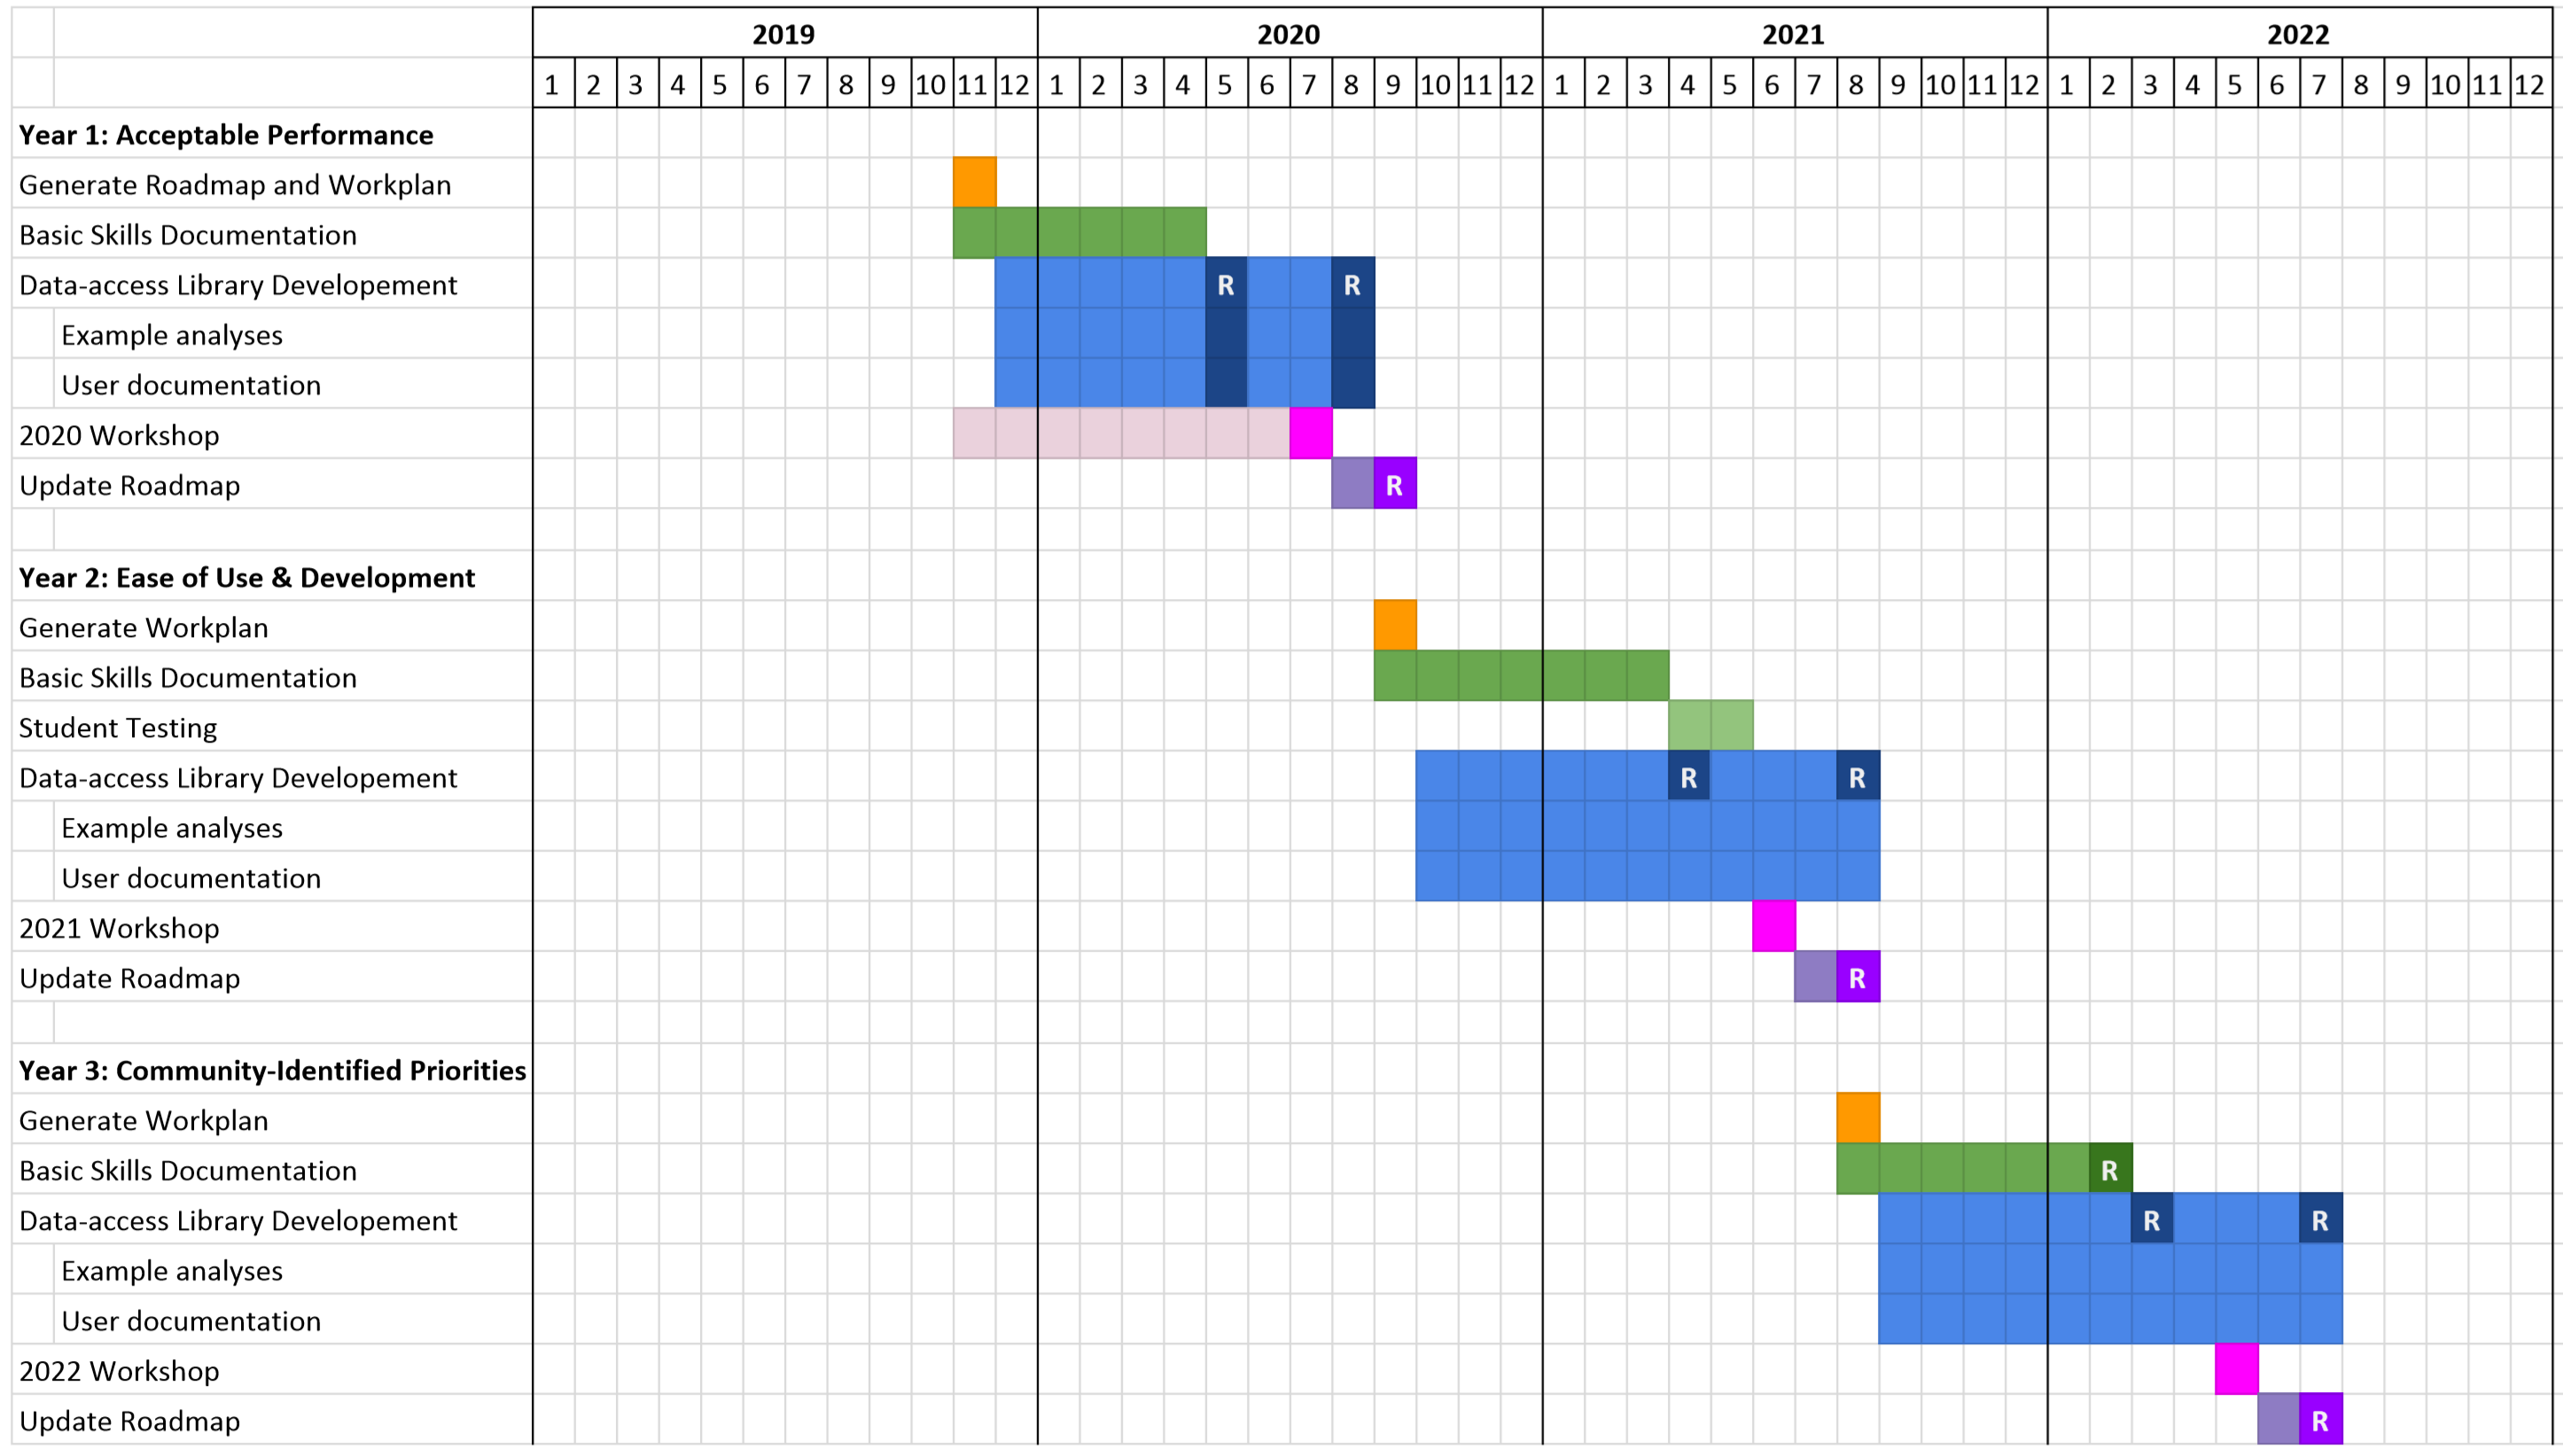 2019 2020 2021 2022
1 2 3 4 5 6 7 8 9 10 11 12 1 2 3 4 5 6 7 8 9 10 11 12 1 2 3 4 5 6 7 8 9 10 11 12 1 2 3 4 5 6 7 8 9 10 11 12
Year 1: Acceptable Performance
Generate Roadmap and Workplan
Basic Skills Documentation
Data-access Library Developement R R
Example analyses
User documentation
2020 Workshop
Update Roadmap R
Year 2: Ease of Use & Development
Generate Workplan
Basic Skills Documentation
Student Testing
Data-access Library Developement R R
Example analyses
User documentation
2021 Workshop
Update Roadmap R
Year 3: Community-Identified Priorities
Generate Workplan
Basic Skills Documentation R
Data-access Library Developement R R
Example analyses
User documentation
2022 Workshop
Update Roadmap R